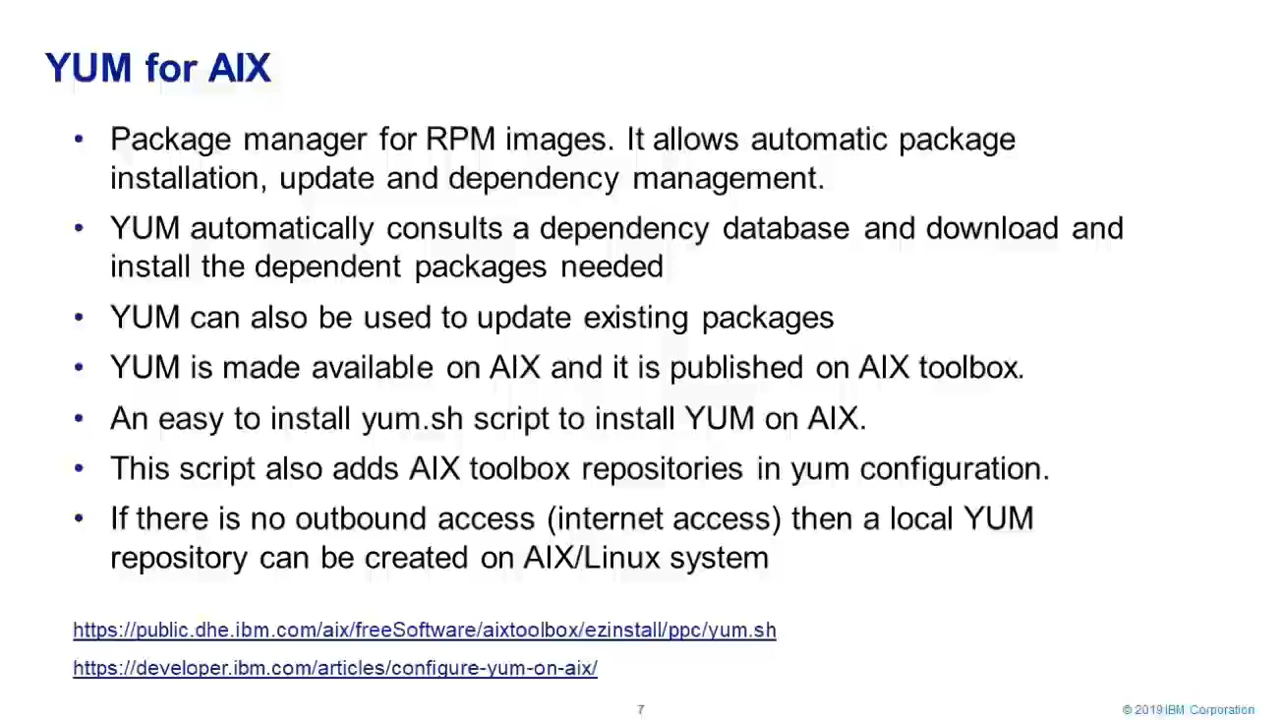 YUM for AIX
• Package manager for RPM images. It allows automatic package
installation, update and dependency management.
• YUM automatically consults a dependency database and download and
install the dependent packages needed
• YUM can also be used to update existing packages
• YUM is made available on AIX and it is published on AIX toolbox.
• An easy to install yum.sh script to install YUM on AIX.
• This script also adds AIX toolbox repositories in yum configuration.
• If there is no outbound access (internet access) then a local YUM
repository can be created on AIX/Linux system
https://public.dhe.ibm.com/aix/freeSoftware/aixtoolbox/ezinstall/ppc/yum.sh
https://developer.ibm.com/articles/configure-yum-on-aix/
7
© 2019 IBM Corporation